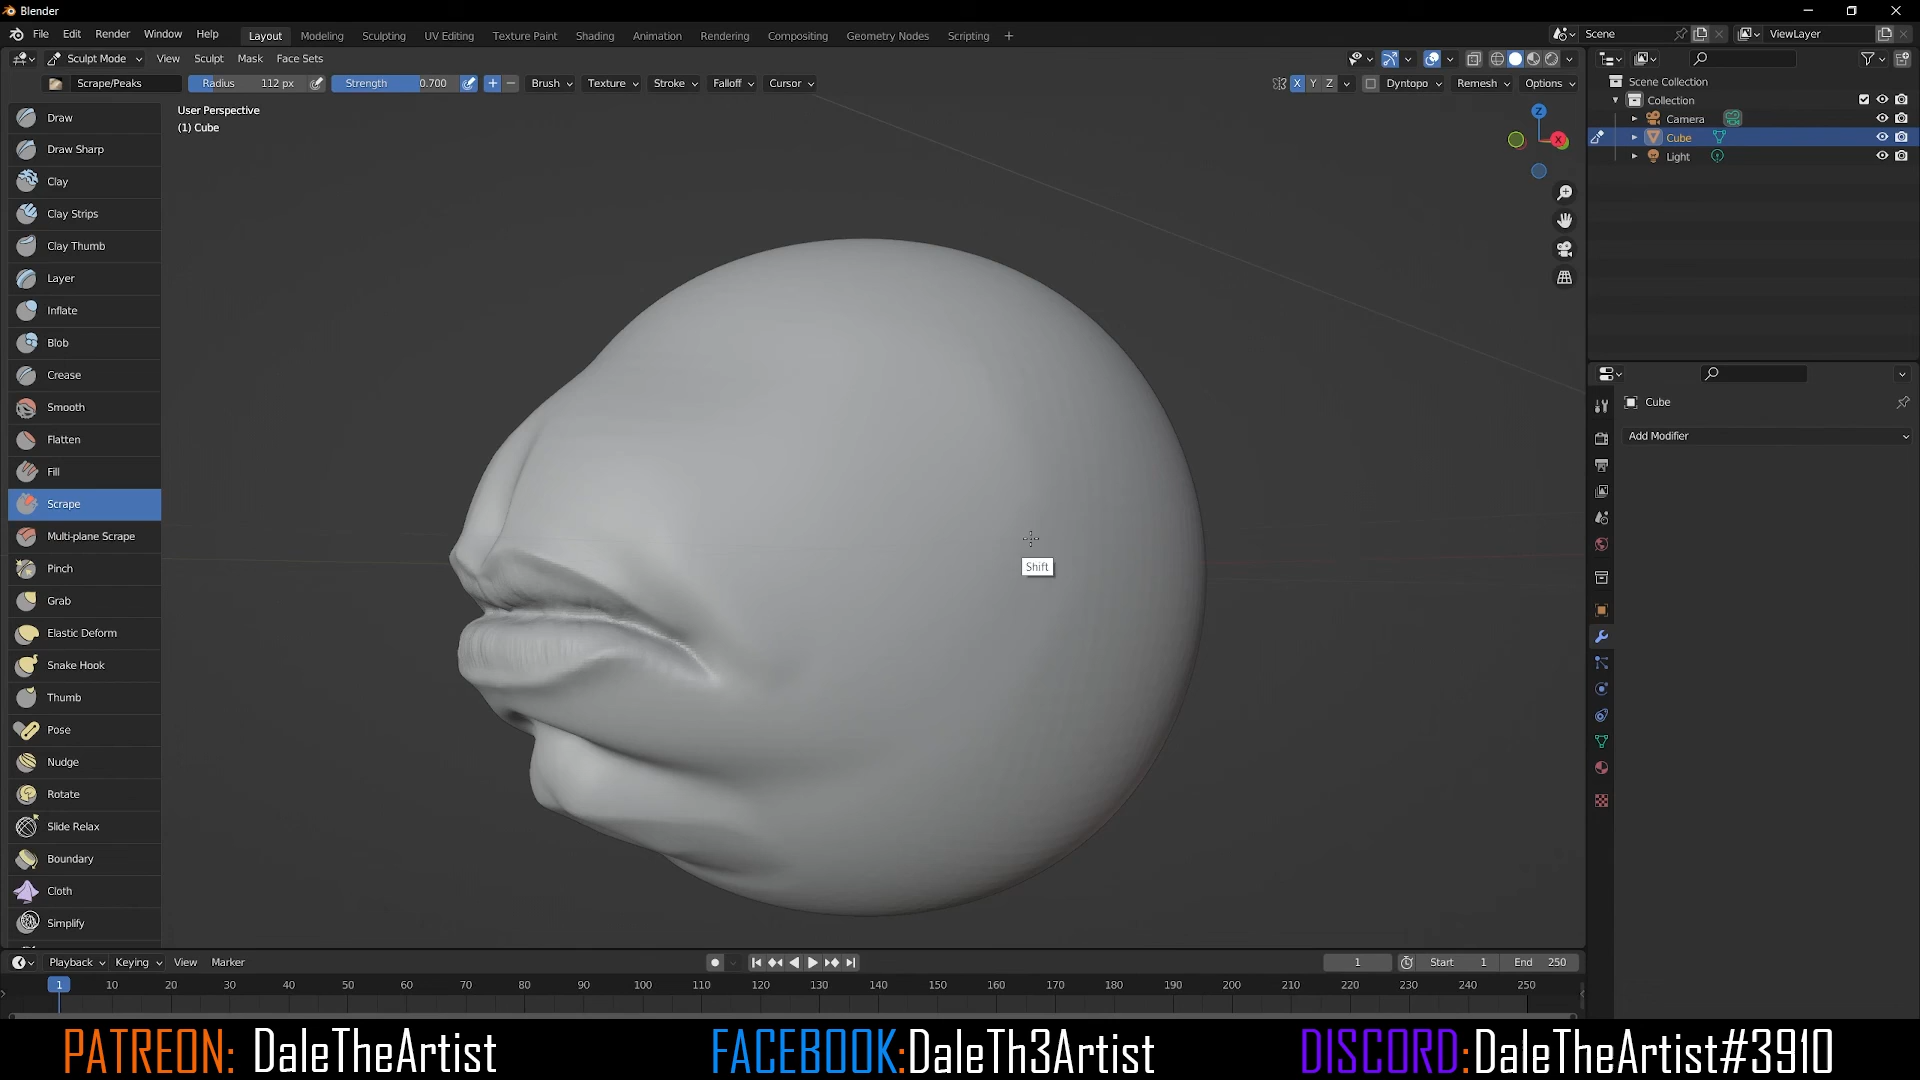 Blender
File Edit Render Window Help Layout Modeling Sculpting UV Editing Texture Paint Shading Animation Rendering Compositing Geometry Nodes Scripting + Scene ViewLayer
Sculpt Mode View Sculpt Mask Face Sets
Scrape/Peaks Radius 112 px Strength 0.700 + − Brush Texture Stroke Falloff Cursor X Y Z Dyntopo Remesh Options
User Perspective
(1) Cube
Z
X
Scene Collection
Collection
Camera
Cube
Light
Cube
Add Modifier
Draw
Draw Sharp
Clay
Clay Strips
Clay Thumb
Layer
Inflate
Blob
Crease
Smooth
Flatten
Fill
Scrape
Multi-plane Scrape
Pinch
Grab
Elastic Deform
Snake Hook
Thumb
Pose
Nudge
Rotate
Slide Relax
Boundary
Cloth
Simplify
Shift
Playback Keying View Marker 1 Start 1 End 250
1 10 20 30 40 50 60 70 80 90 100 110 120 130 140 150 160 170 180 190 200 210 220 230 240 250
PATREON: DaleTheArtist FACEBOOK:DaleTh3Artist DISCORD:DaleTheArtist#3910